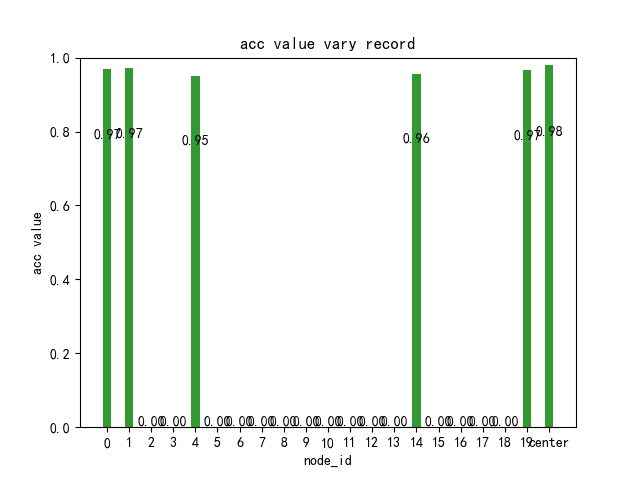 acc value vary record
acc value
1.0
0.8
0.6
0.4
0.2
0.0
0.97 0.97 0.00 0.00 0.95 0.00 0.00 0.00 0.00 0.00 0.00 0.00 0.00 0.00 0.96 0.00 0.00 0.00 0.00 0.97 0.98
0 1 2 3 4 5 6 7 8 9 10 11 12 13 14 15 16 17 18 19 center
node_id